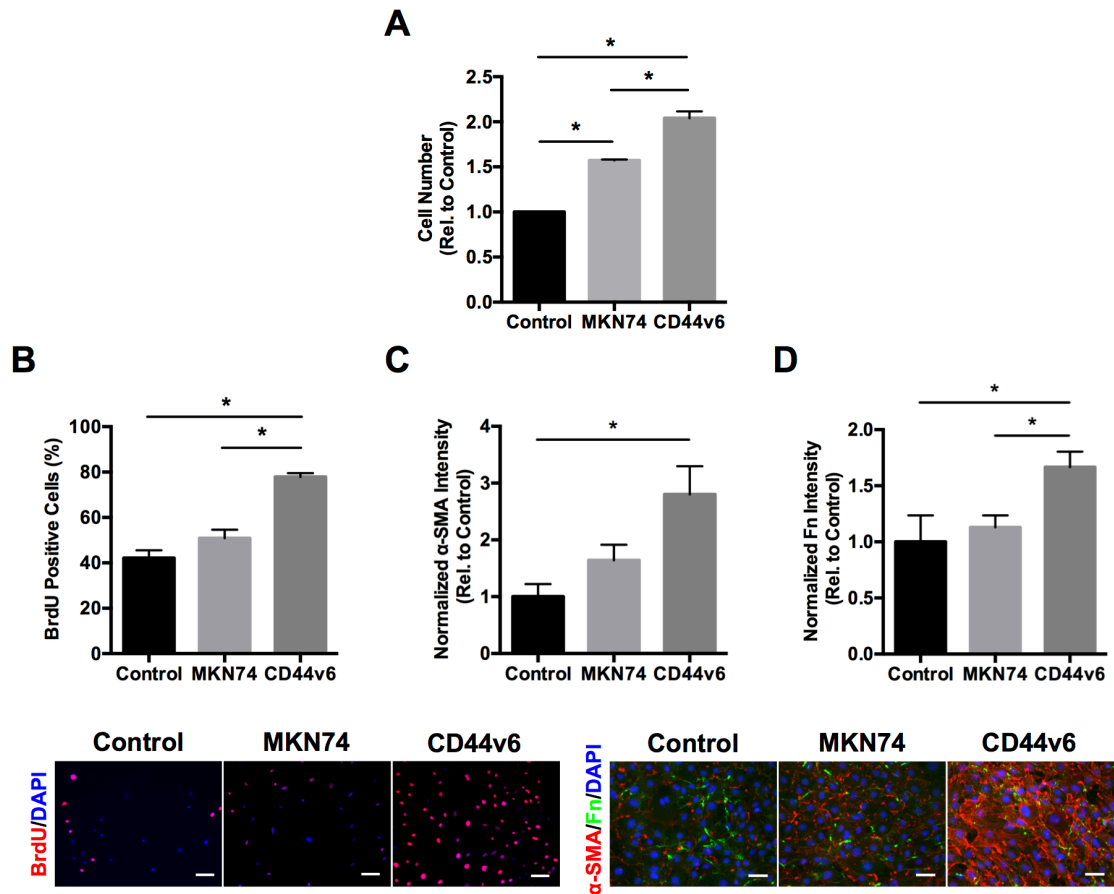 A
*
*
*
2.5
2.0
1.5
1.0
0.5
0.0
Cell Number
(Rel. to Control)
Control MKN74 CD44v6
B
*
*
100
80
60
40
20
0
BrdU Positive Cells (%)
Control MKN74 CD44v6
C
*
4
3
2
1
0
Normalized α-SMA Intensity
(Rel. to Control)
Control MKN74 CD44v6
D
*
*
2.0
1.5
1.0
0.5
0.0
Normalized Fn Intensity
(Rel. to Control)
Control MKN74 CD44v6
Control MKN74 CD44v6
BrdU/DAPI
Control MKN74 CD44v6
α-SMA/Fn/DAPI